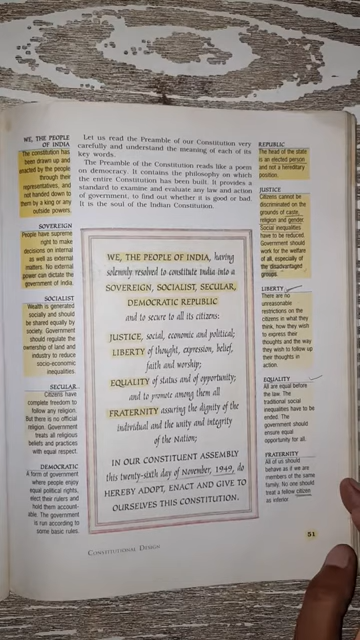 Let us read the Preamble of our Constitution very
carefully and understand the meaning of each of its
key words.
The Preamble of the Constitution reads like a poem
on democracy. It contains the philosophy on which
the entire Constitution has been built. It provides a
standard to examine and evaluate any law and action
of government, to find out whether it is good or bad.
It is the soul of the Indian Constitution.
WE, THE PEOPLE
OF INDIA
The constitution has
been drawn up and
enacted by the people
through their
representatives, and
not handed down to
them by a king or any
outside powers.
SOVEREIGN
People have supreme
right to make
decisions on internal
as well as external
matters. No external
power can dictate the
government of India.
SOCIALIST
Wealth is generated
socially and should
be shared equally by
society. Government
should regulate the
ownership of land and
industry to reduce
socio-economic
inequalities.
SECULAR
Citizens have
complete freedom to
follow any religion.
But there is no official
religion. Government
treats all religious
beliefs and practices
with equal respect.
DEMOCRATIC
A form of government
where people enjoy
equal political rights,
elect their rulers and
hold them account-
able. The government
is run according to
some basic rules.
WE, THE PEOPLE OF INDIA, having
solemnly resolved to constitute India into a
SOVEREIGN, SOCIALIST, SECULAR,
DEMOCRATIC REPUBLIC
and to secure to all its citizens:
JUSTICE, social, economic and political;
LIBERTY of thought, expression, belief,
faith and worship;
EQUALITY of status and of opportunity;
and to promote among them all
FRATERNITY assuring the dignity of the
individual and the unity and integrity
of the Nation;
IN OUR CONSTITUENT ASSEMBLY
this twenty-sixth day of November, 1949, do
HEREBY ADOPT, ENACT AND GIVE TO
OURSELVES THIS CONSTITUTION.
REPUBLIC
The head of the state
is an elected person
and not a hereditary
position.
JUSTICE
Citizens cannot be
discriminated on the
grounds of caste,
religion and gender.
Social inequalities
have to be reduced.
Government should
work for the welfare
of all, especially of
the disadvantaged
groups.
LIBERTY
There are no
unreasonable
restrictions on the
citizens in what they
think, how they wish
to express their
thoughts and the way
they wish to follow up
their thoughts in
action.
EQUALITY
All are equal before
the law. The
traditional social
inequalities have to be
ended. The
government should
ensure equal
opportunity for all.
FRATERNITY
All of us should
behave as if we are
members of the same
family. No one should
treat a fellow citizen
as inferior.
CONSTITUTIONAL DESIGN
51